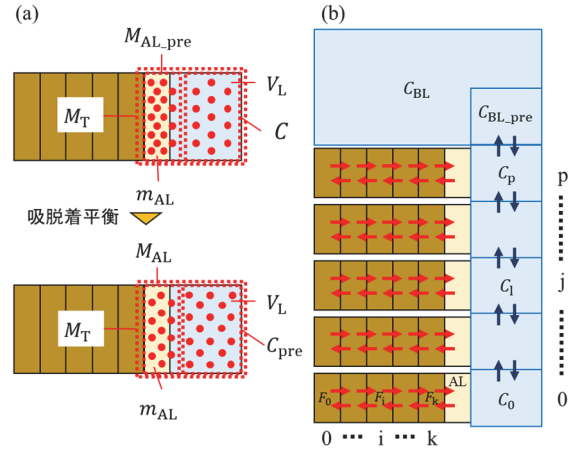 (a)
M_AL_pre
V_L
M_T
C
m_AL
吸脱着平衡
M_AL
V_L
M_T
C_pre
m_AL
(b)
C_BL
C_BL_pre
C_p
p
C_l
j
AL
F_0
F_i
F_k
C_0
0
0 ··· i ··· k